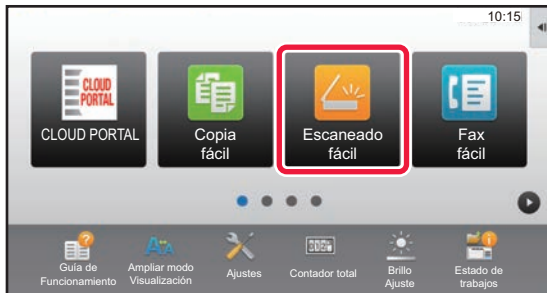 10:15
CLOUD
PORTAL
CLOUD PORTAL
Copia
fácil
Escaneado
fácil
Fax
fácil
Guía de
Funcionamiento
Ampliar modo
Visualización
Ajustes
Contador total
Brillo
Ajuste
Estado de
trabajos